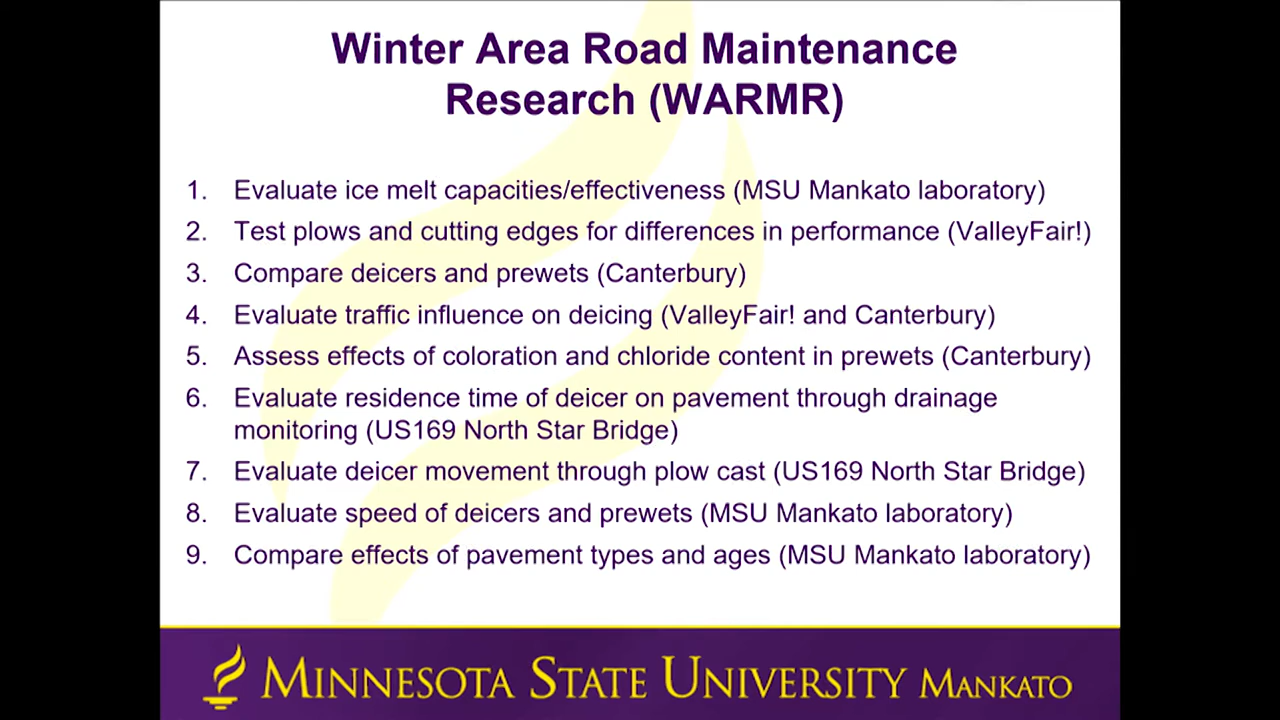 Winter Area Road Maintenance
Research (WARMR)
1. Evaluate ice melt capacities/effectiveness (MSU Mankato laboratory)
2. Test plows and cutting edges for differences in performance (ValleyFair!)
3. Compare deicers and prewets (Canterbury)
4. Evaluate traffic influence on deicing (ValleyFair! and Canterbury)
5. Assess effects of coloration and chloride content in prewets (Canterbury)
6. Evaluate residence time of deicer on pavement through drainage
monitoring (US169 North Star Bridge)
7. Evaluate deicer movement through plow cast (US169 North Star Bridge)
8. Evaluate speed of deicers and prewets (MSU Mankato laboratory)
9. Compare effects of pavement types and ages (MSU Mankato laboratory)
MINNESOTA STATE UNIVERSITY MANKATO